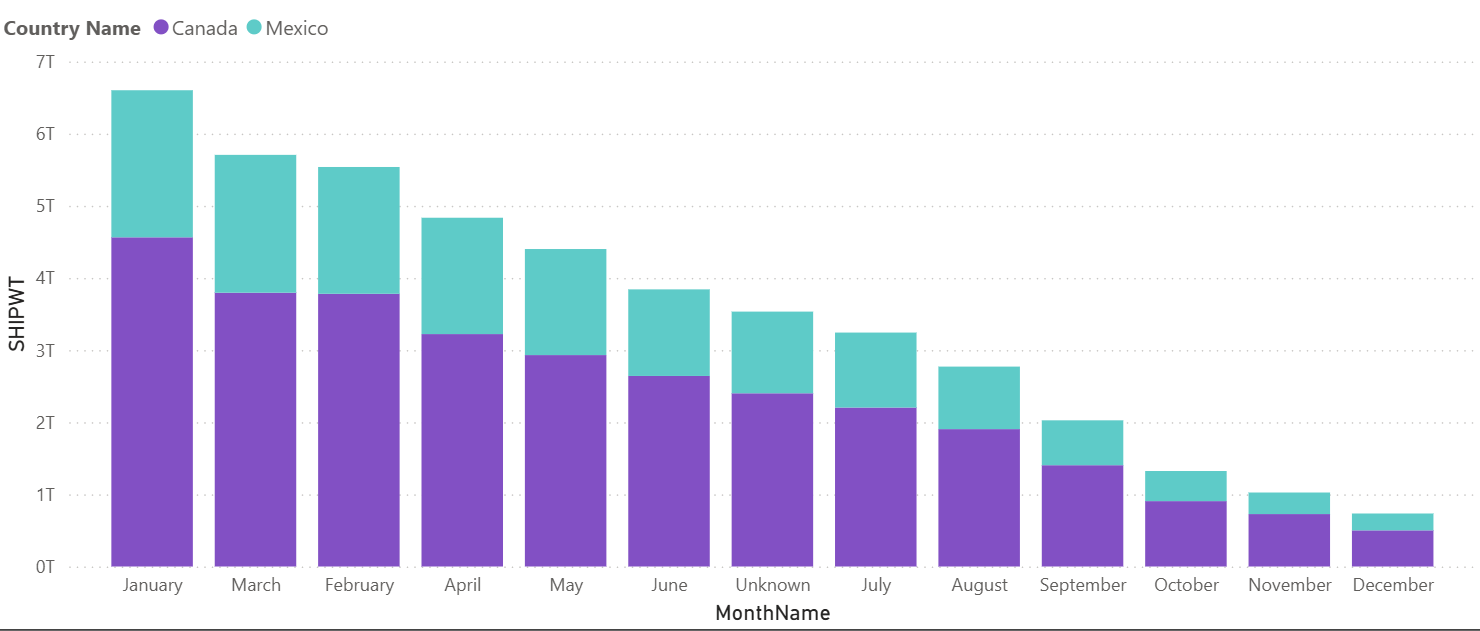 Country Name Canada Mexico
7T
6T
5T
4T
3T
2T
1T
0T
SHIPWT
January March February April May June Unknown July August September October November December
MonthName